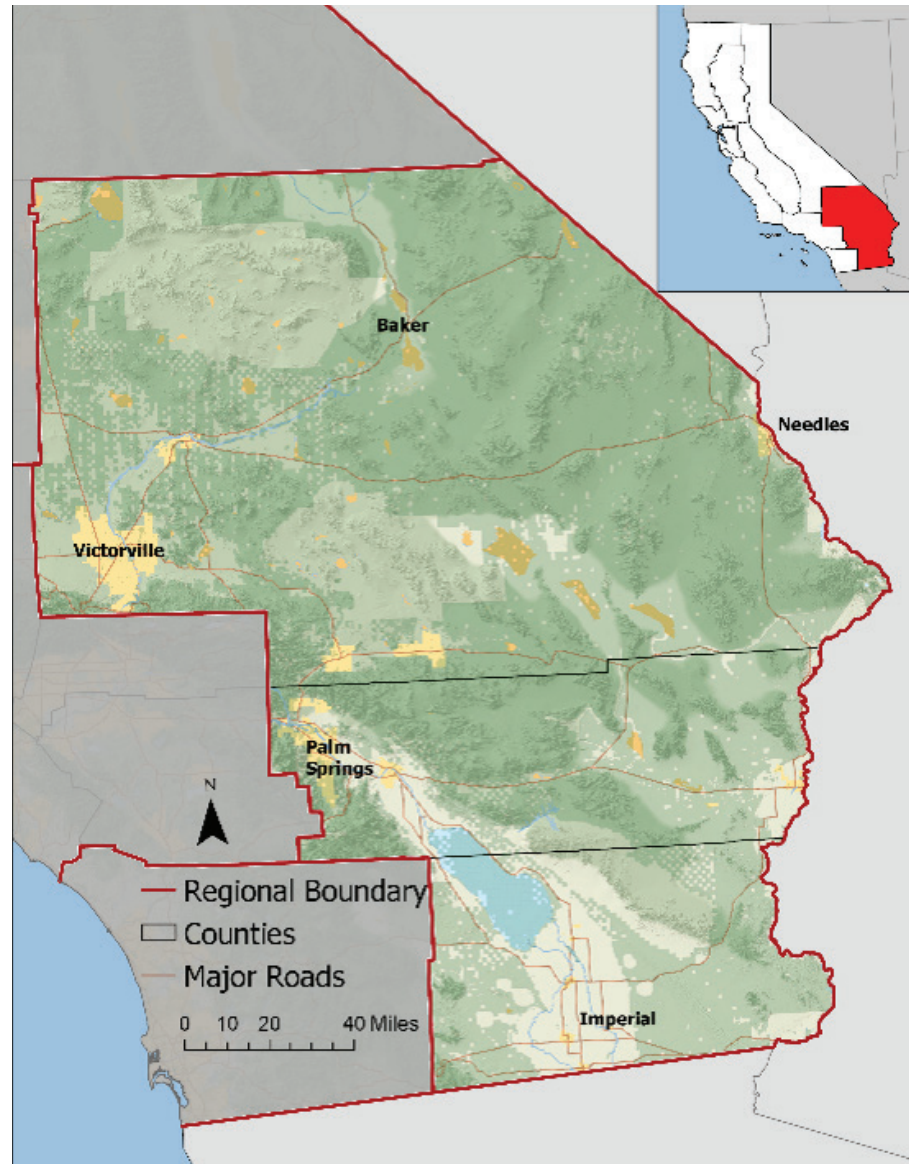 Baker
Needles
Victorville
Palm
Springs
N
Regional Boundary
Counties
Major Roads
0 10 20 40 Miles
Imperial